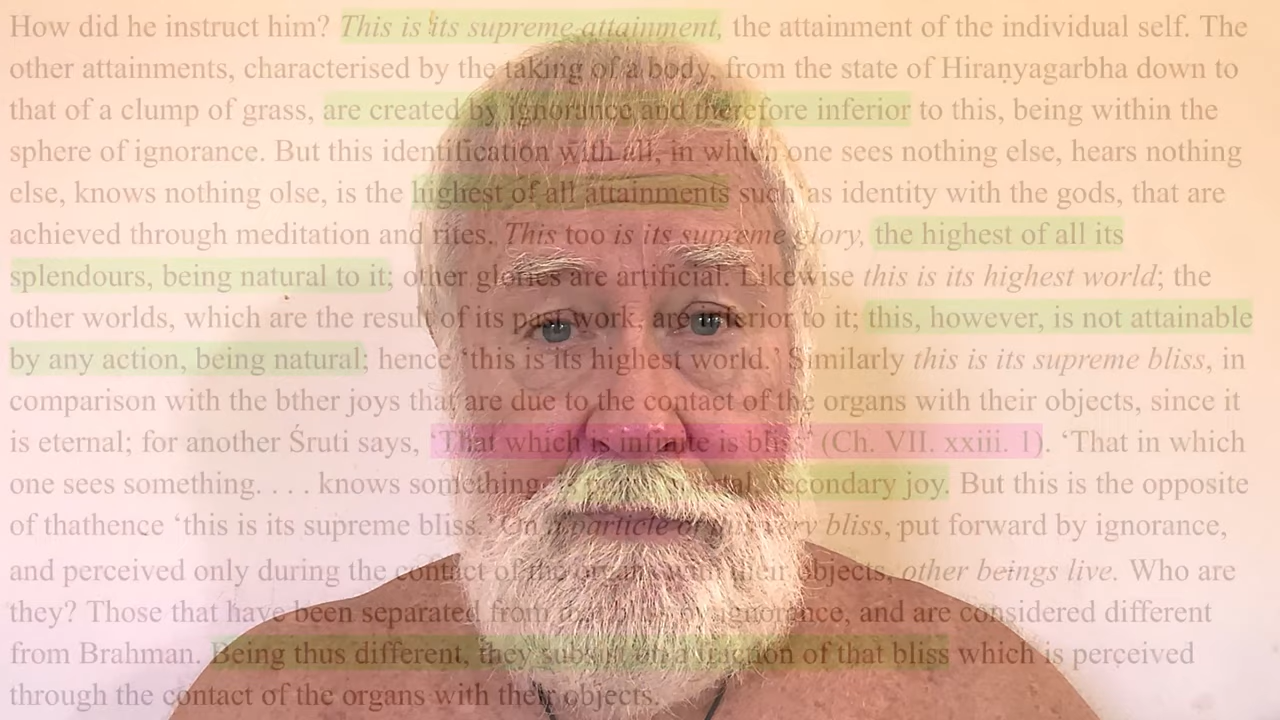 How did he instruct him? This is its supreme attainment, the attainment of the individual self. The
other attainments, characterised by the taking of a body, from the state of Hiraṇyagarbha down to
that of a clump of grass, are created by ignorance and therefore inferior to this, being within the
sphere of ignorance. But this identification with all, in which one sees nothing else, hears nothing
else, knows nothing olse, is the highest of all attainments such as identity with the gods, that are
achieved through meditation and rites. This too is its supreme glory, the highest of all its
splendours, being natural to it; other glories are artificial. Likewise this is its highest world; the
other worlds, which are the result of its past work, are inferior to it; this, however, is not attainable
by any action, being natural; hence ‘this is its highest world.’ Similarly this is its supreme bliss, in
comparison with the bther joys that are due to the contact of the organs with their objects, since it
is eternal; for another Śruti says, ‘That which is infinite is bliss’ (Ch. VII. xxiii. 1). ‘That in which
one sees something. . . . knows something, secondary joy. But this is the opposite
of thathence ‘this is its supreme bliss.’ On a particle of this very bliss, put forward by ignorance,
and perceived only during the contact of the organs with their objects, other beings live. Who are
they? Those that have been separated from that bliss by ignorance, and are considered different
from Brahman. Being thus different, they subsist on a fraction of that bliss which is perceived
through the contact of the organs with their objects.